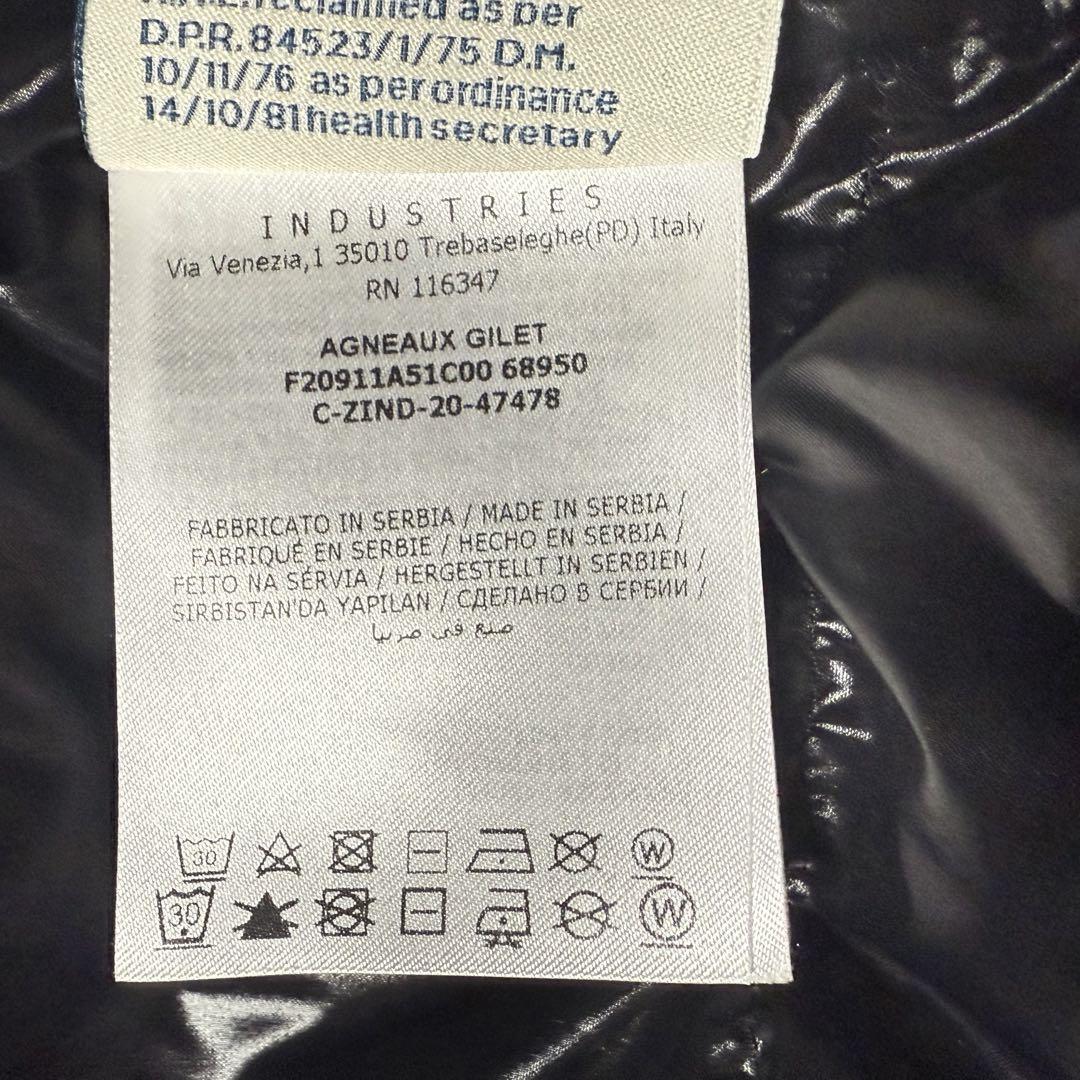 reclaimed as per
D.P.R. 84523/1/75 D.M.
10/11/76 as per ordinance
14/10/81 health secretary
INDUSTRIES
Via Venezia,1 35010 Trebaseleghe(PD) Italy
RN 116347
AGNEAUX GILET
F20911A51C00 68950
C-ZIND-20-47478
FABBRICATO IN SERBIA / MADE IN SERBIA /
FABRIQUÉ EN SERBIE / HECHO EN SERBIA /
FEITO NA SÉRVIA / HERGESTELLT IN SERBIEN /
SIRBISTAN'DA YAPILAN / СДЕЛАНО В СЕРБИИ /
صنع في صربيا
30 W
30 W